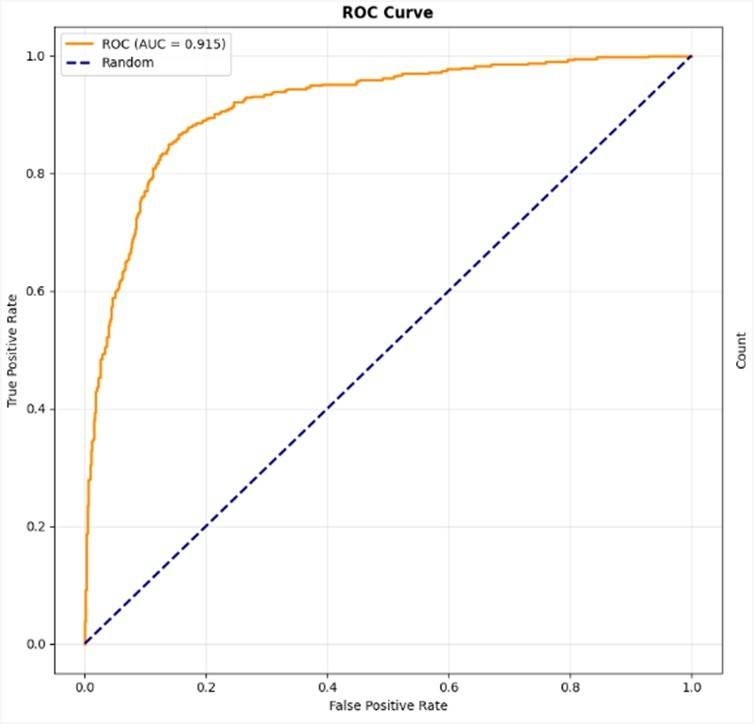 ROC Curve
ROC (AUC = 0.915)
Random
1.0
0.8
0.6
0.4
0.2
0.0
True Positive Rate
0.0 0.2 0.4 0.6 0.8 1.0
False Positive Rate
Count